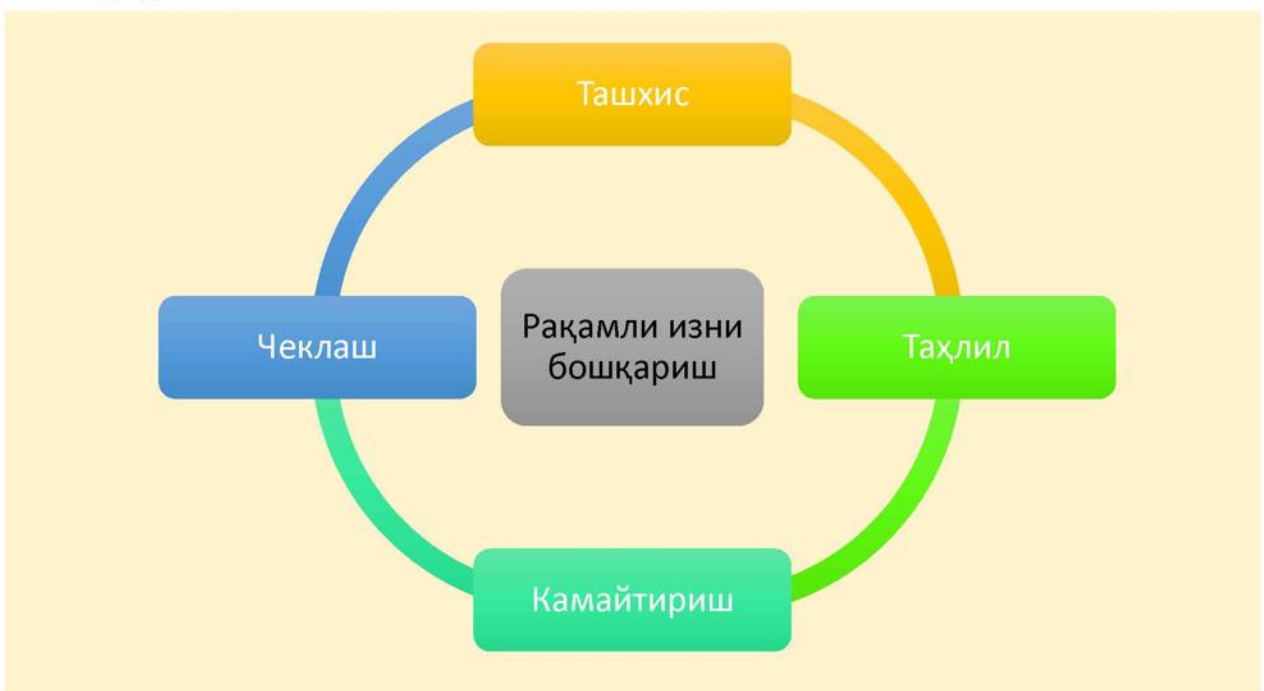 Ташхис
Рақамли изни
бошқариш
Чеклаш
Таҳлил
Камайтириш